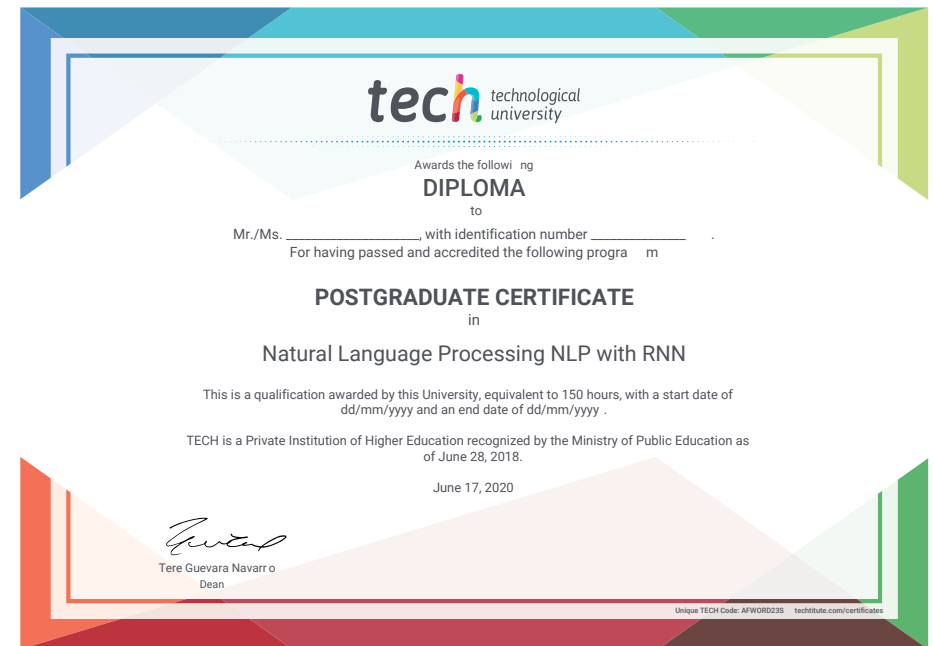 tech technological
university
Awards the followi ng
DIPLOMA
to
Mr./Ms. _____________________, with identification number _______________ .
For having passed and accredited the following progra m
POSTGRADUATE CERTIFICATE
in
Natural Language Processing NLP with RNN
This is a qualification awarded by this University, equivalent to 150 hours, with a start date of
dd/mm/yyyy and an end date of dd/mm/yyyy .
TECH is a Private Institution of Higher Education recognized by the Ministry of Public Education as
of June 28, 2018.
June 17, 2020
Tere Guevara Navarr o
Dean
Unique TECH Code: AFWORD23S techtitute.com/certificates